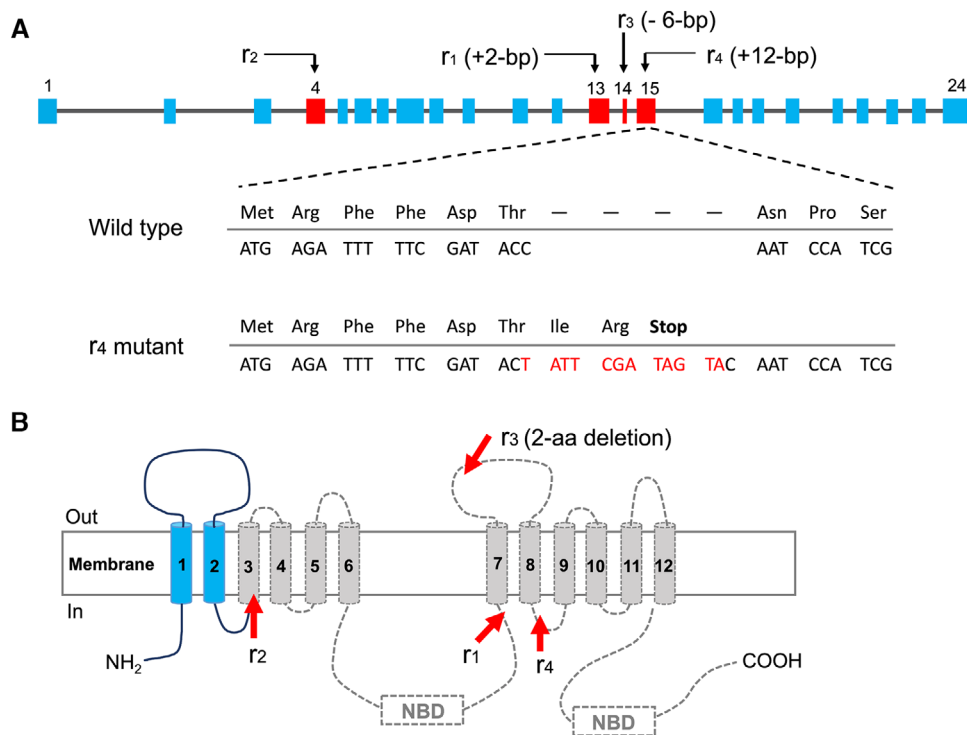 A
r3 (- 6-bp)
r2 r1 (+2-bp) r4 (+12-bp)
1 4 13 14 15 24
Met Arg Phe Phe Asp Thr — — — — Asn Pro Ser
Wild type
ATG AGA TTT TTC GAT ACC AAT CCA TCG
Met Arg Phe Phe Asp Thr Ile Arg Stop
r4 mutant
ATG AGA TTT TTC GAT ACT ATT CGA TAG TAC AAT CCA TCG
B
r3 (2-aa deletion)
Out
Membrane 1 2 3 4 5 6 7 8 9 10 11 12
In
NH2 r2 r1 r4 COOH
NBD NBD